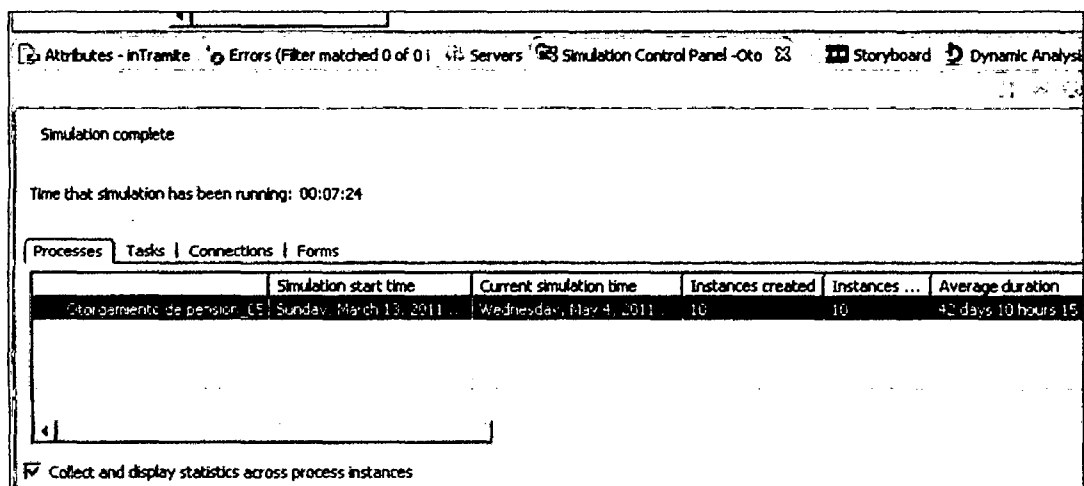 Attributes - inTramite Errors (Filter matched 0 of 0 i Servers Simulation Control Panel -Oto Storyboard Dynamic Analysi
Simulation complete
Time that simulation has been running: 00:07:24
Processes Tasks Connections Forms
Simulation start time Current simulation time Instances created Instances ... Average duration
Otorgamiento de pension_05 Sunday, March 13, 2011 ... Wednesday, May 4, 2011 ... 10 10 42 days 10 hours 15
Collect and display statistics across process instances